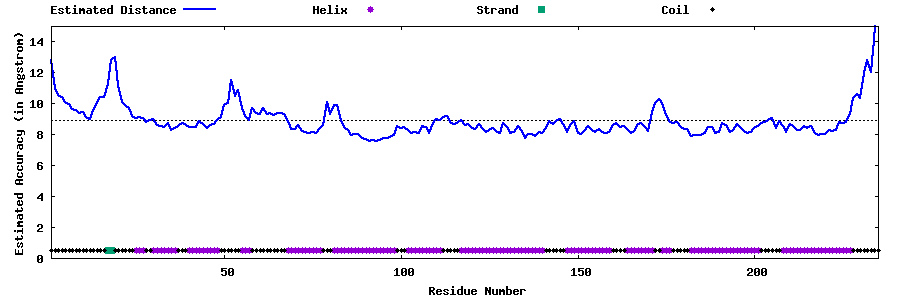 Estimated Distance Helix Strand Coil
Estimated Accuracy (in Angstrom)
14
12
10
8
6
4
2
0
50 100 150 200
Residue Number